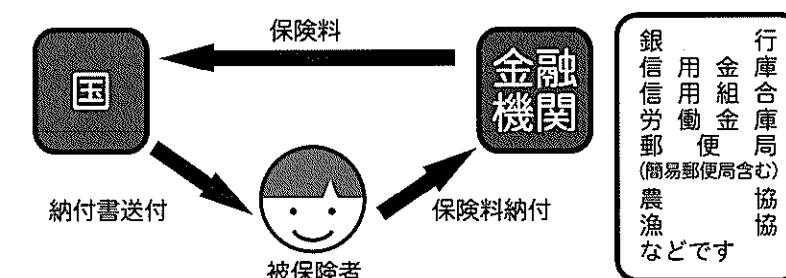 保険料
国
金融
機関
納付書送付
保険料納付
被保険者
銀行
信用金庫
信用組合
労働金庫
郵便局
(簡易郵便局含む)
農協
漁協
などです